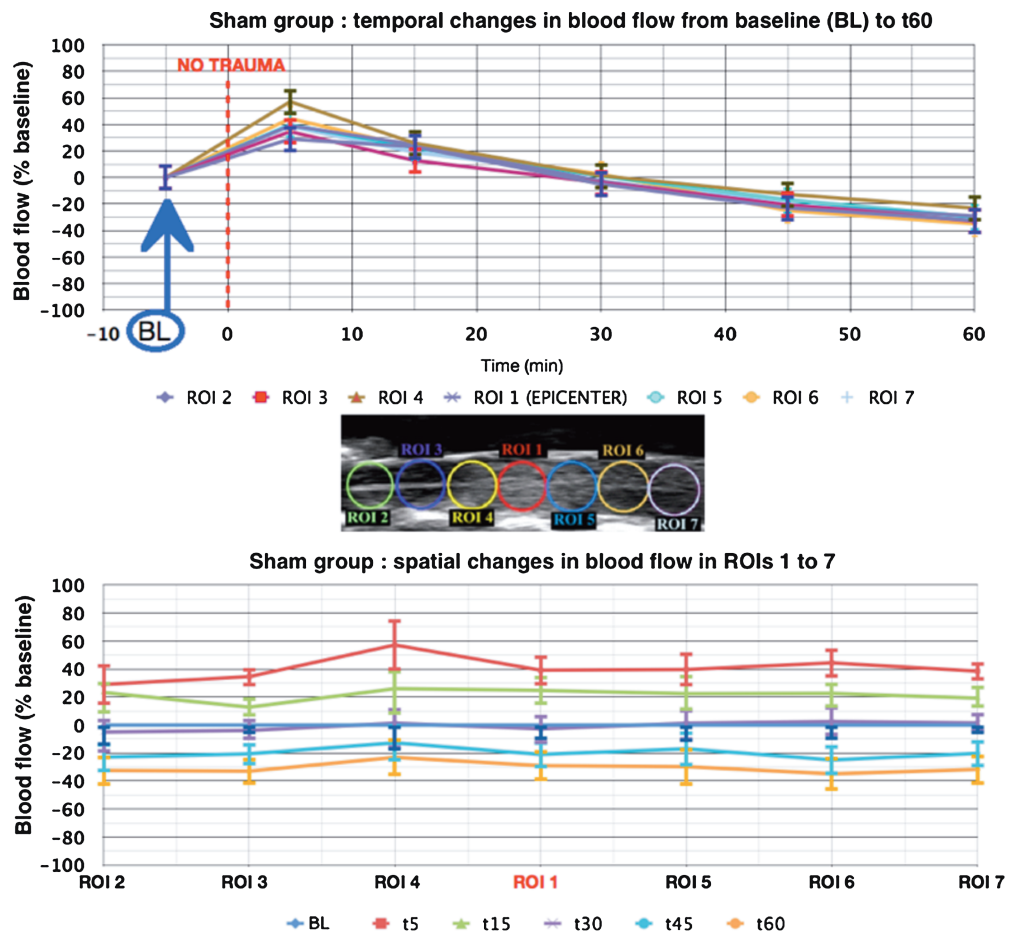 Sham group : temporal changes in blood flow from baseline (BL) to t60
Blood flow (% baseline)
100
80
60
40
20
0
-20
-40
-60
-80
-100
NO TRAUMA
BL
-10 0 10 20 30 40 50 60
Time (min)
ROI 2 ROI 3 ROI 4 ROI 1 (EPICENTER) ROI 5 ROI 6 ROI 7
ROI 3 ROI 1 ROI 6
ROI 2 ROI 4 ROI 5 ROI 7
Sham group : spatial changes in blood flow in ROIs 1 to 7
Blood flow (% baseline)
100
80
60
40
20
0
-20
-40
-60
-80
-100
ROI 2 ROI 3 ROI 4 ROI 1 ROI 5 ROI 6 ROI 7
BL t5 t15 t30 t45 t60